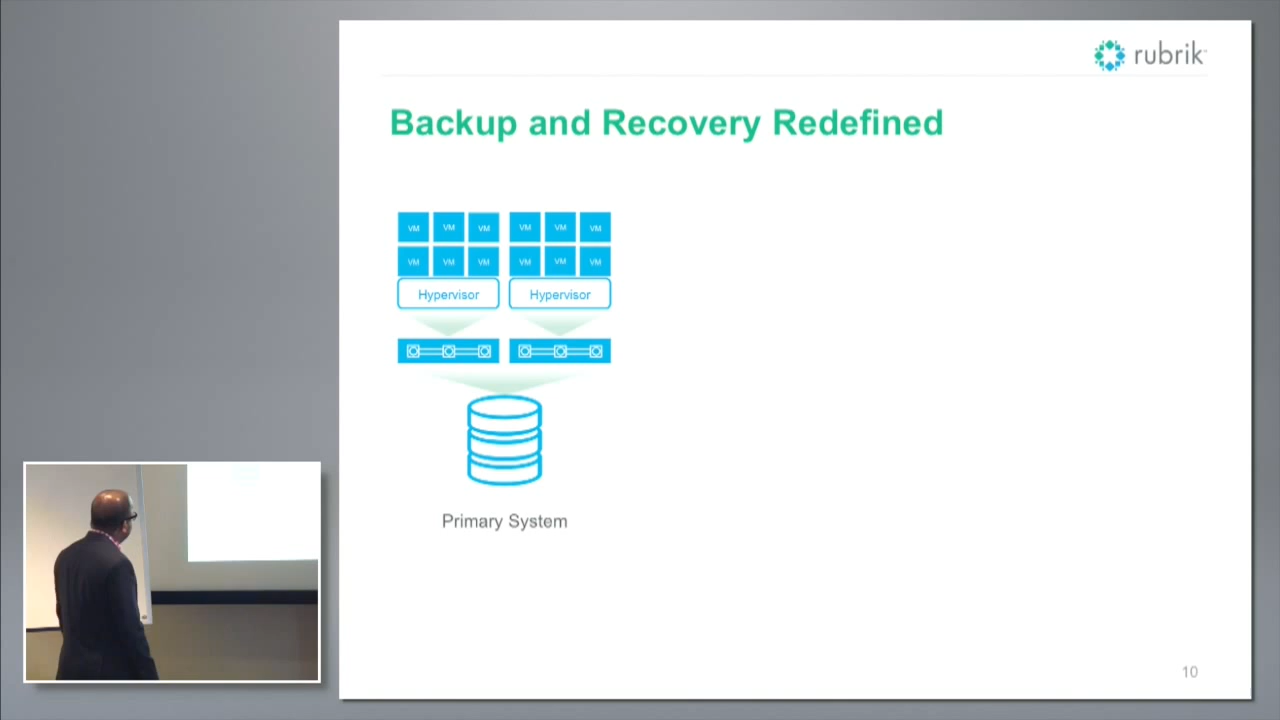 rubrik
Backup and Recovery Redefined
VM VM VM VM VM VM
VM VM VM VM VM VM
Hypervisor Hypervisor
Primary System
10